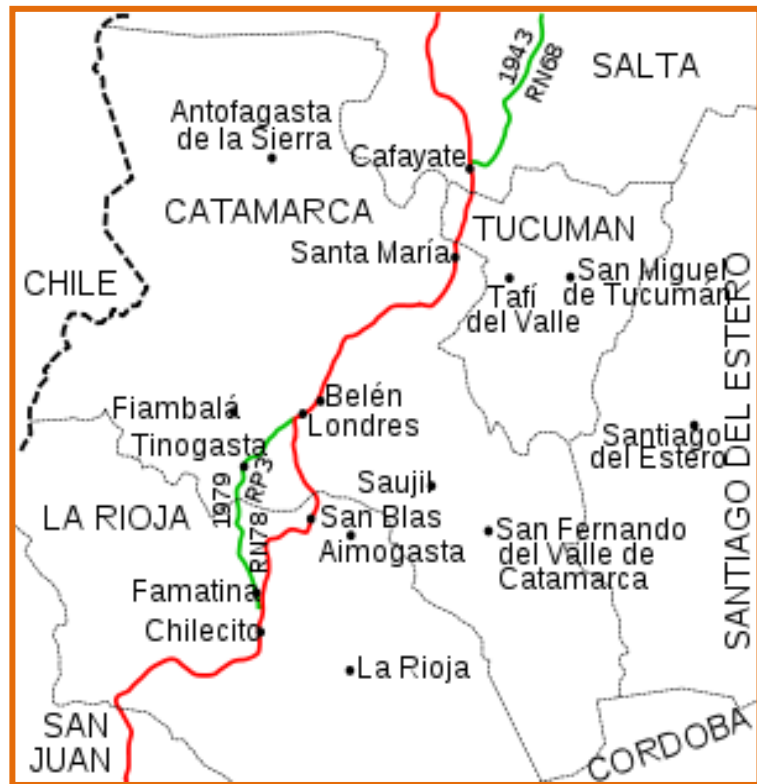 1943
RN68
SALTA
Antofagasta
de la Sierra
Cafayate
CATAMARCA
TUCUMAN
Santa María
CHILE
San Miguel
de Tucumán
Tafí
del Valle
SANTIAGO DEL ESTERO
Fiambalá
Belén
Londres
Tinogasta
Santiago
del Estero
1979
RP3
Saujil
LA RIOJA
RN78
San Blas
Aimogasta
San Fernando
del Valle de
Catamarca
Famatina
Chilecito
La Rioja
SAN
JUAN
CORDOBA